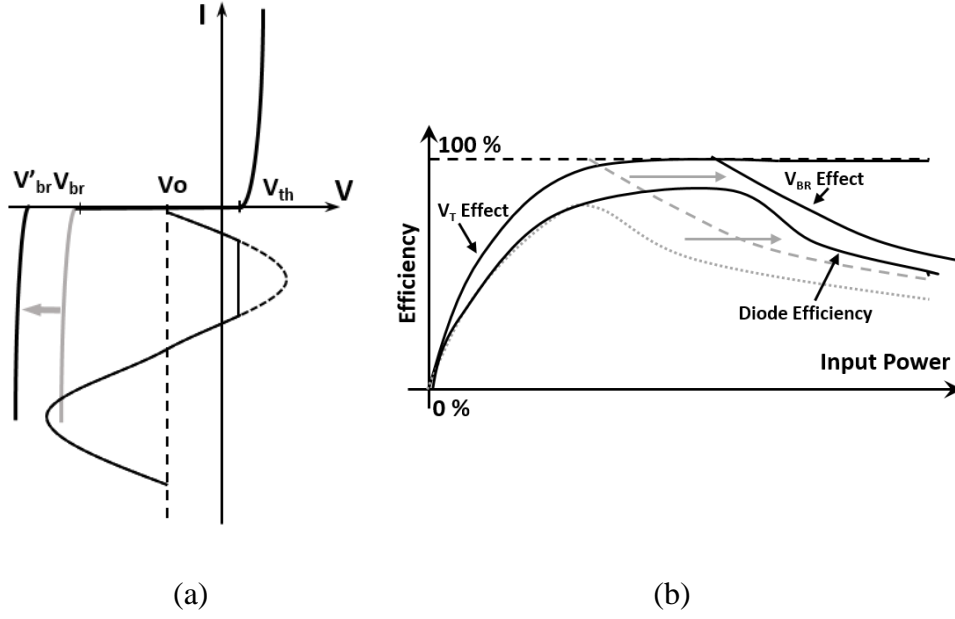 I
V'br Vbr Vo Vth V
100 %
VBR Effect
VT Effect
Efficiency
Diode Efficiency
Input Power
0 %
(a) (b)